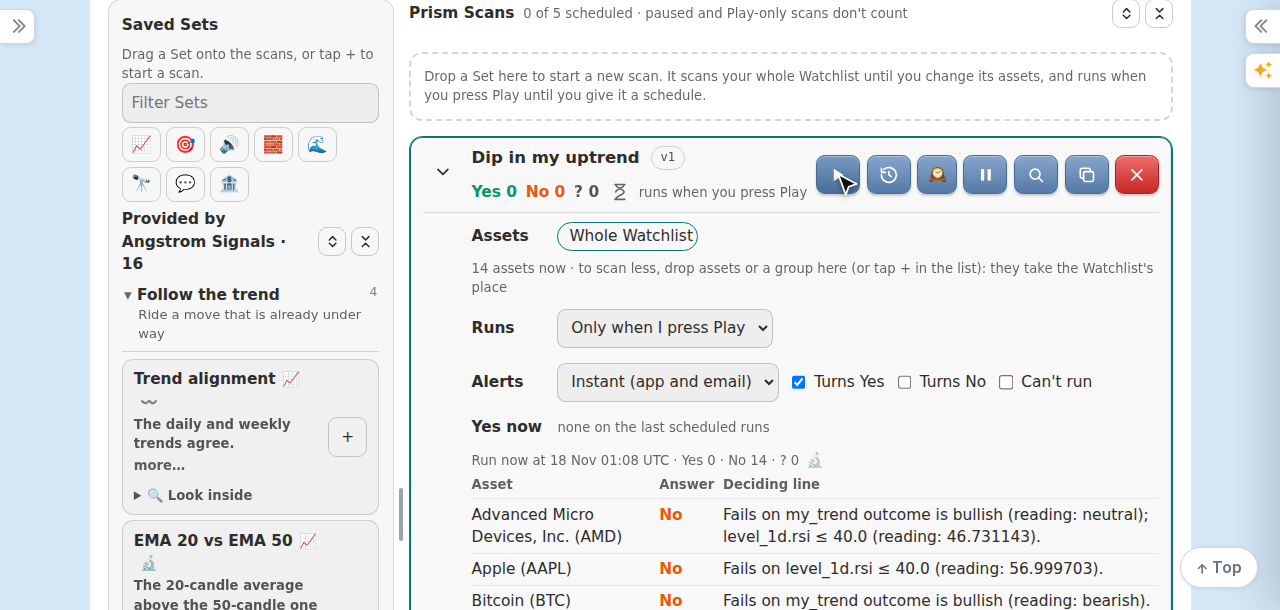 Saved Sets
Drag a Set onto the scans, or tap + to
start a scan.
Filter Sets
Provided by
Angstrom Signals ·
16
▾ Follow the trend 4
Ride a move that is already under
way
Trend alignment
The daily and weekly
trends agree.
more…
+
▸ Look inside
EMA 20 vs EMA 50
The 20-candle average
above the 50-candle one
Prism Scans 0 of 5 scheduled · paused and Play-only scans don't count
Drop a Set here to start a new scan. It scans your whole Watchlist until you change its assets, and runs when
you press Play until you give it a schedule.
Dip in my uptrend v1
Yes 0 No 0 ? 0 runs when you press Play
Assets Whole Watchlist
14 assets now · to scan less, drop assets or a group here (or tap + in the list): they take the Watchlist's
place
Runs Only when I press Play
Alerts Instant (app and email) Turns Yes Turns No Can't run
Yes now none on the last scheduled runs
Run now at 18 Nov 01:08 UTC · Yes 0 · No 14 · ? 0
Asset Answer Deciding line
Advanced Micro
Devices, Inc. (AMD) No Fails on my_trend outcome is bullish (reading: neutral);
level_1d.rsi ≤ 40.0 (reading: 46.731143).
Apple (AAPL) No Fails on level_1d.rsi ≤ 40.0 (reading: 56.999703).
Bitcoin (BTC) No Fails on my_trend outcome is bullish (reading: bearish).
↑ Top